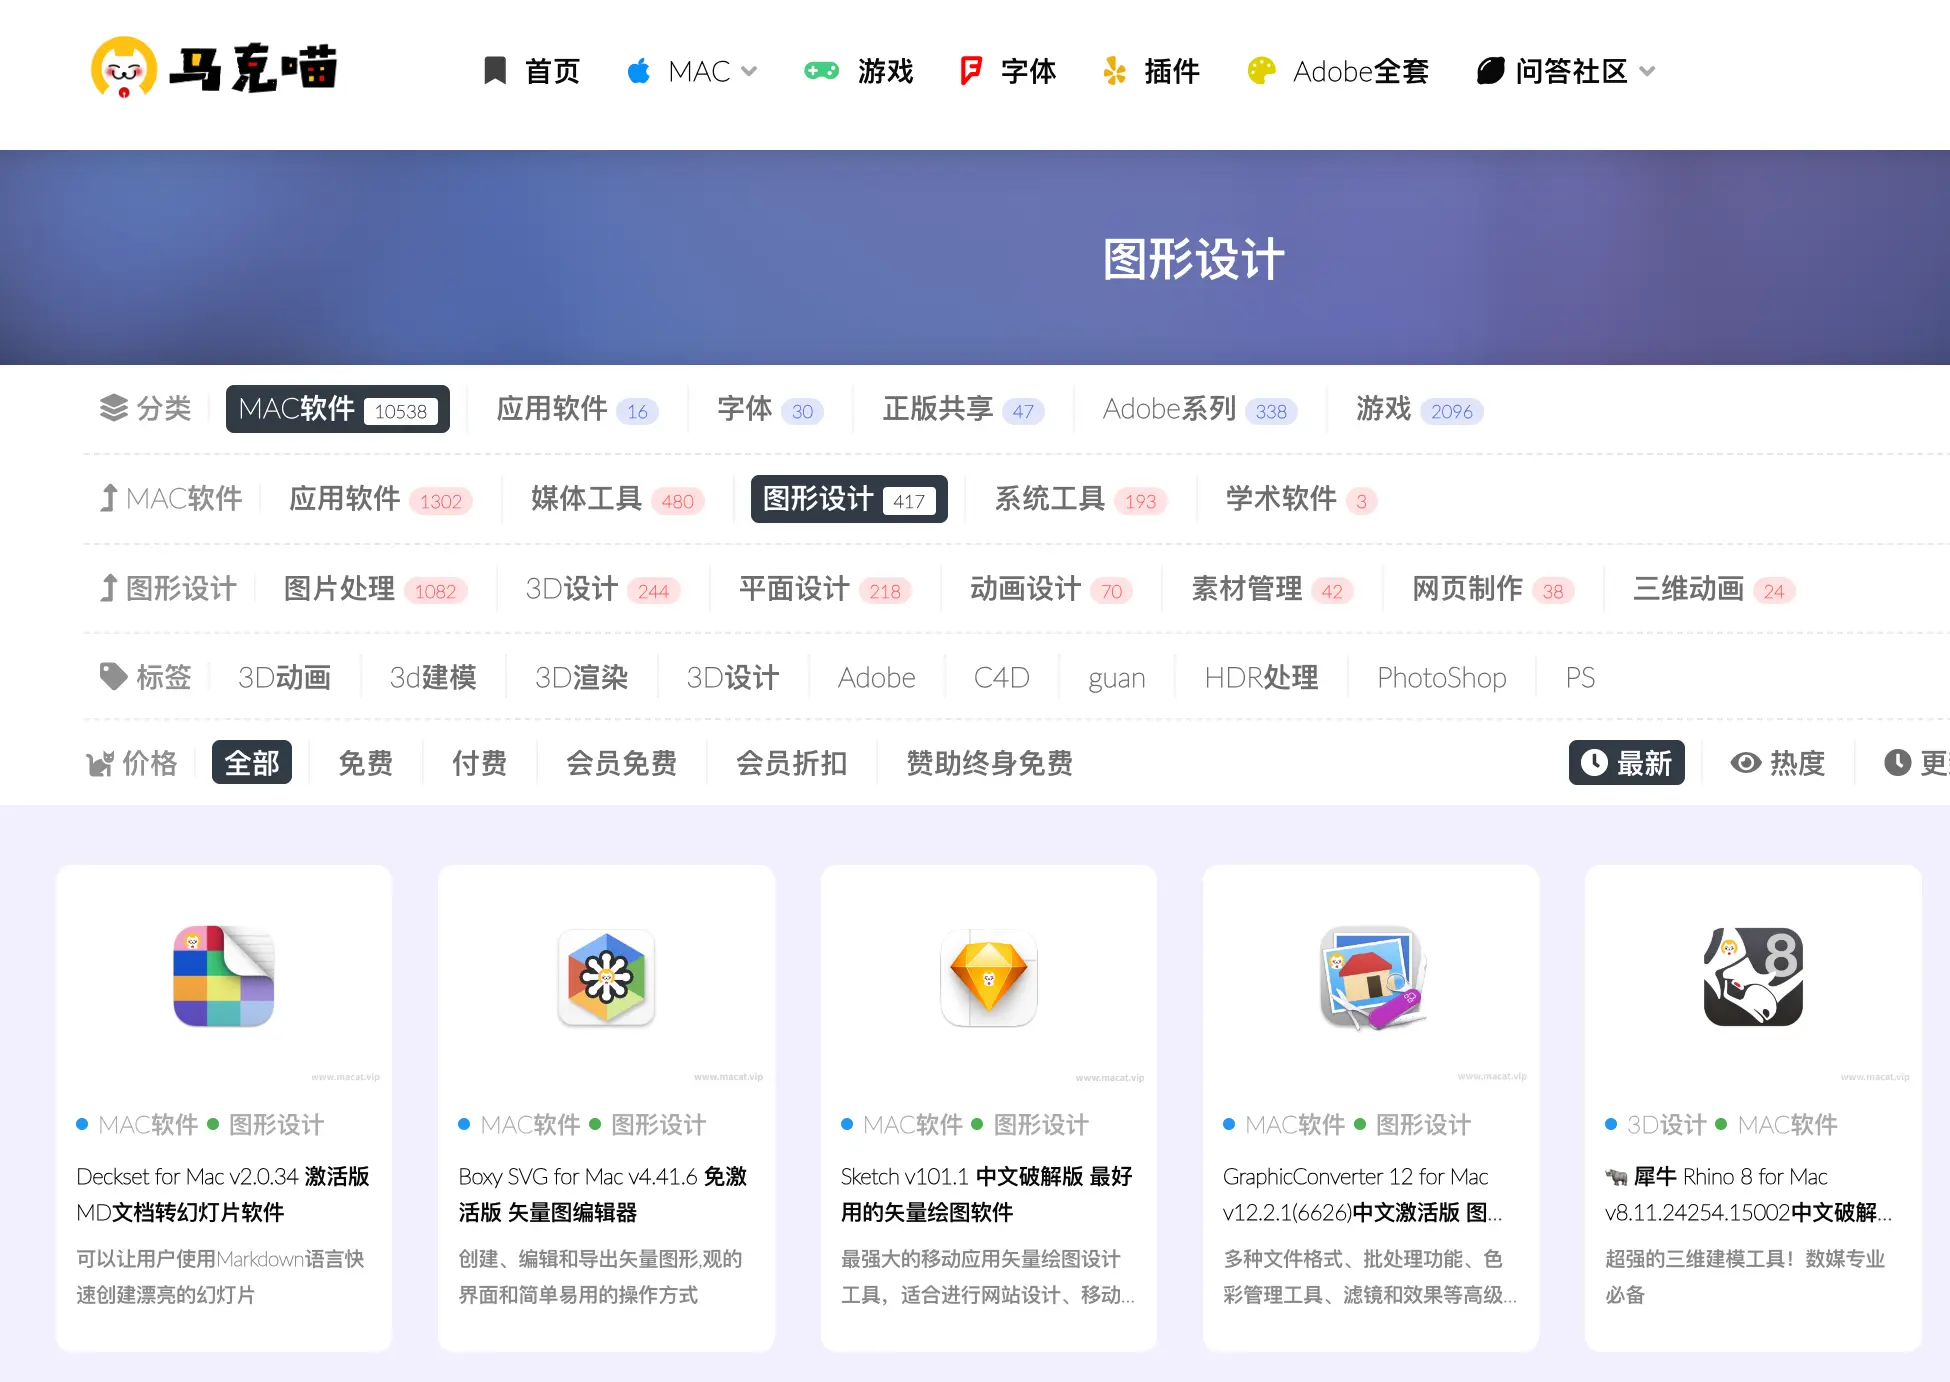 马克喵 首页 MAC 游戏 字体 插件 Adobe全套 问答社区
图形设计
分类 MAC软件 10538 应用软件 16 字体 30 正版共享 47 Adobe系列 338 游戏 2096
MAC软件 应用软件 1302 媒体工具 480 图形设计 417 系统工具 193 学术软件 3
图形设计 图片处理 1082 3D设计 244 平面设计 218 动画设计 70 素材管理 42 网页制作 38 三维动画 24
标签 3D动画 3d建模 3D渲染 3D设计 Adobe C4D guan HDR处理 PhotoShop PS
价格 全部 免费 付费 会员免费 会员折扣 赞助终身免费 最新 热度 更
www.macat.vip
MAC软件 图形设计
Deckset for Mac v2.0.34 激活版
MD文档转幻灯片软件
可以让用户使用Markdown语言快
速创建漂亮的幻灯片
www.macat.vip
MAC软件 图形设计
Boxy SVG for Mac v4.41.6 免激
活版 矢量图编辑器
创建、编辑和导出矢量图形,观的
界面和简单易用的操作方式
www.macat.vip
MAC软件 图形设计
Sketch v101.1 中文破解版 最好
用的矢量绘图软件
最强大的移动应用矢量绘图设计
工具，适合进行网站设计、移动...
www.macat.vip
MAC软件 图形设计
GraphicConverter 12 for Mac
v12.2.1(6626)中文激活版 图...
多种文件格式、批处理功能、色
彩管理工具、滤镜和效果等高级...
8
www.macat.vip
3D设计 MAC软件
🦏 犀牛 Rhino 8 for Mac
v8.11.24254.15002中文破解...
超强的三维建模工具！数媒专业
必备